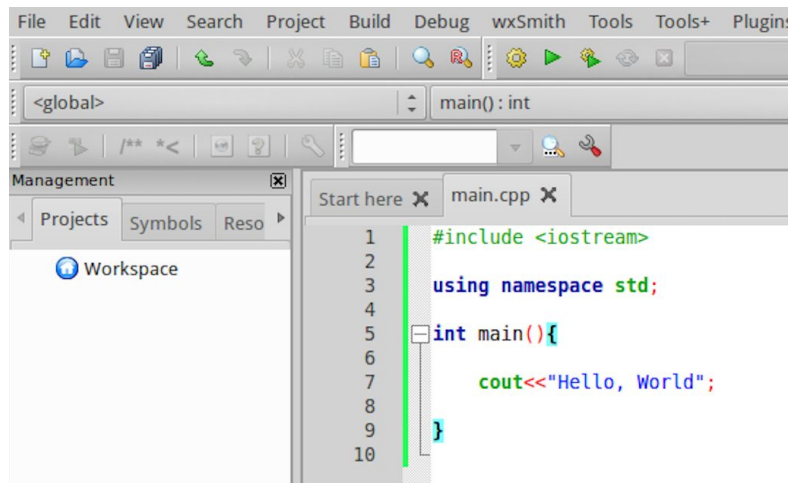 File Edit View Search Project Build Debug wxSmith Tools Tools+ Plugins
<global> main() : int
/** *<
Management
Projects Symbols Reso
Start here main.cpp
Workspace
1 #include <iostream>
2
3 using namespace std;
4
5 int main(){
6
7 cout<<"Hello, World";
8
9 }
10